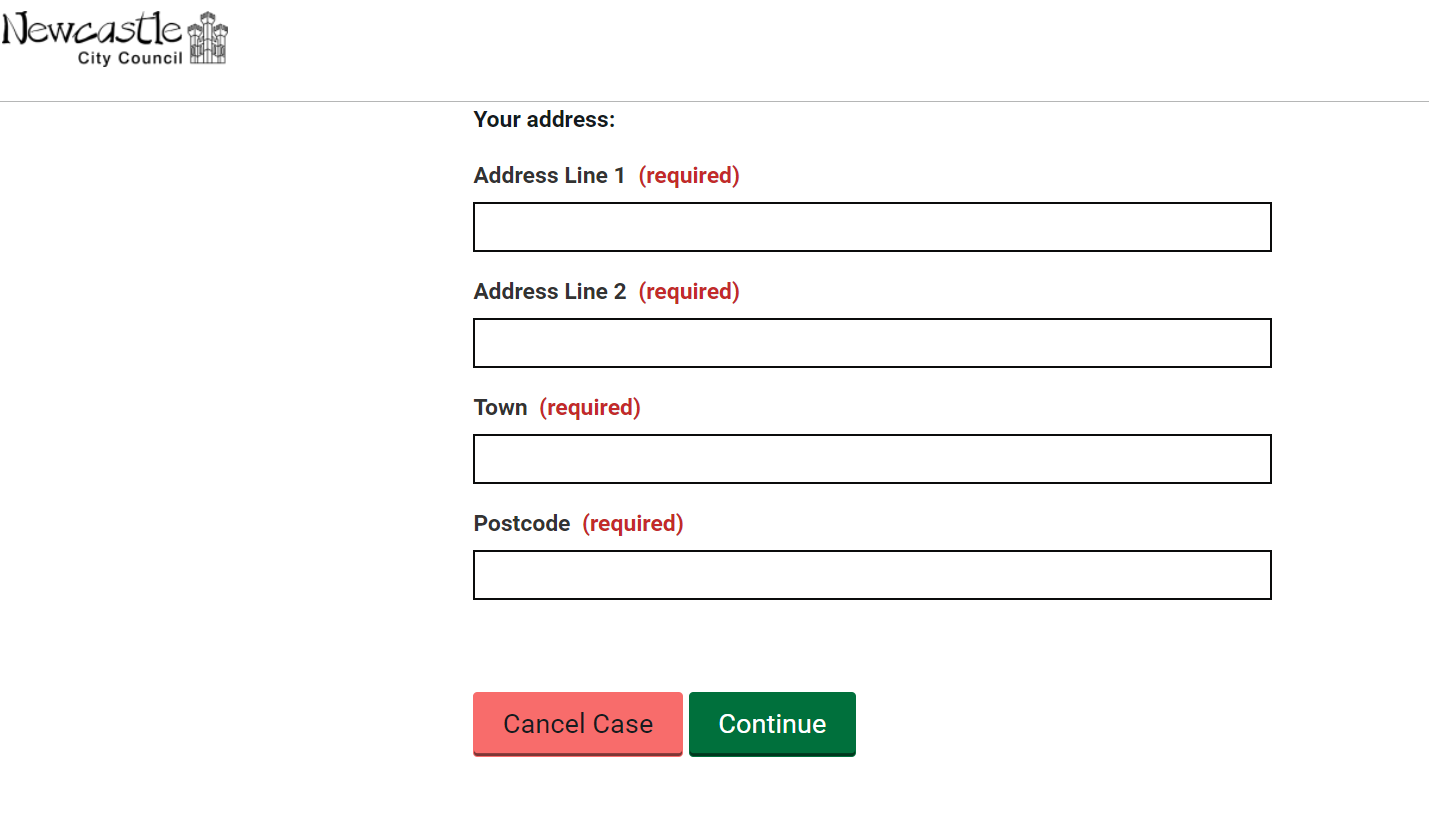 Newcastle
City Council
Your address:
Address Line 1 (required)
Address Line 2 (required)
Town (required)
Postcode (required)
Cancel Case Continue